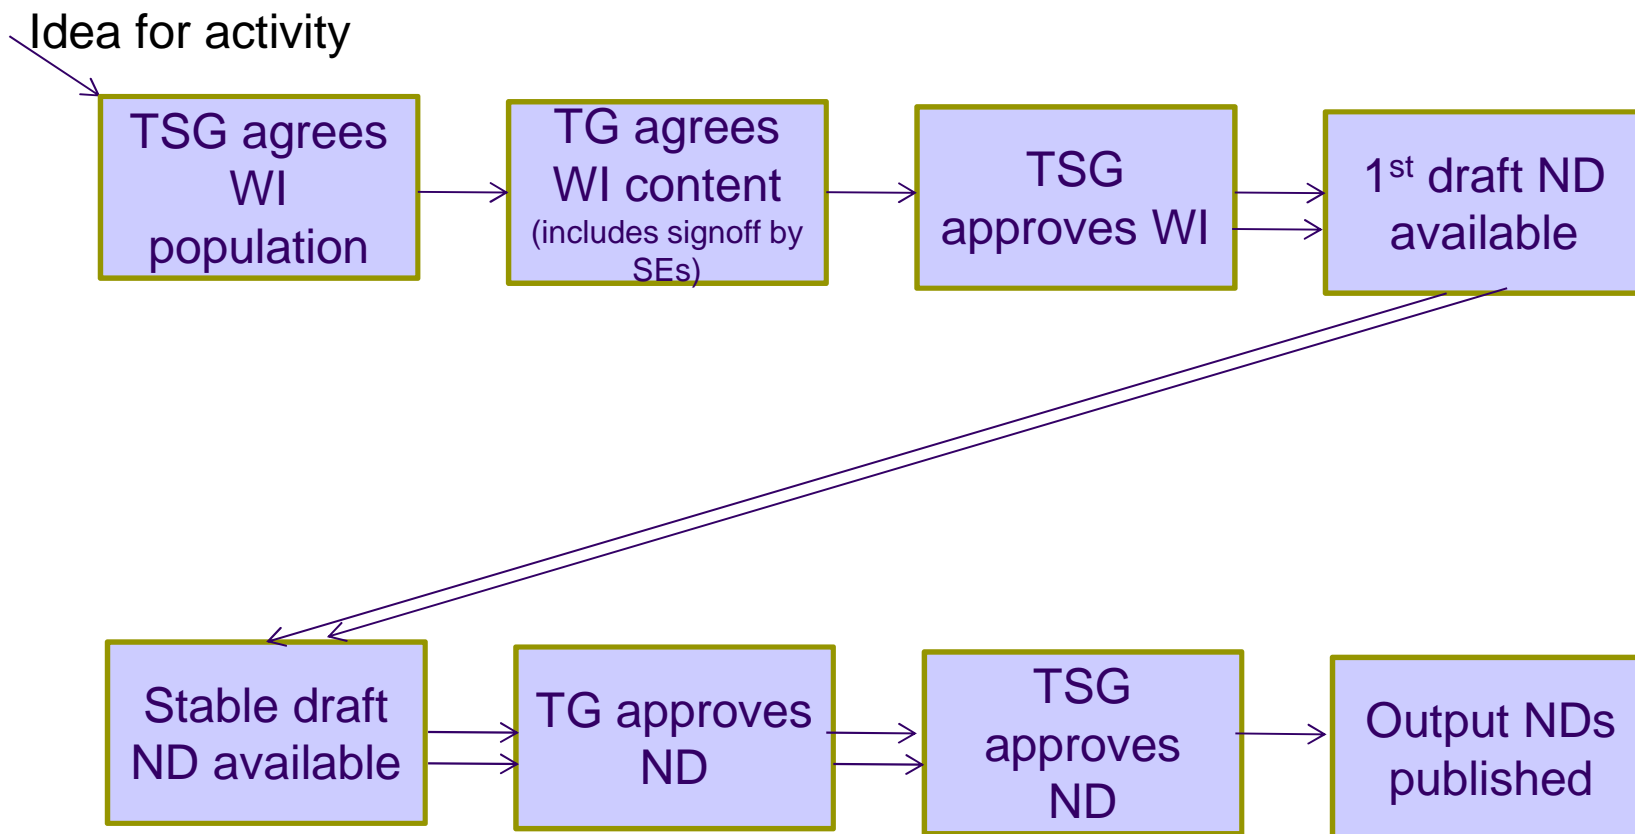 Idea for activity
TSG agrees
WI
population
TG agrees
WI content
(includes signoff by
SEs)
TSG
approves WI
1st draft ND
available
Stable draft
ND available
TG approves
ND
TSG
approves
ND
Output NDs
published